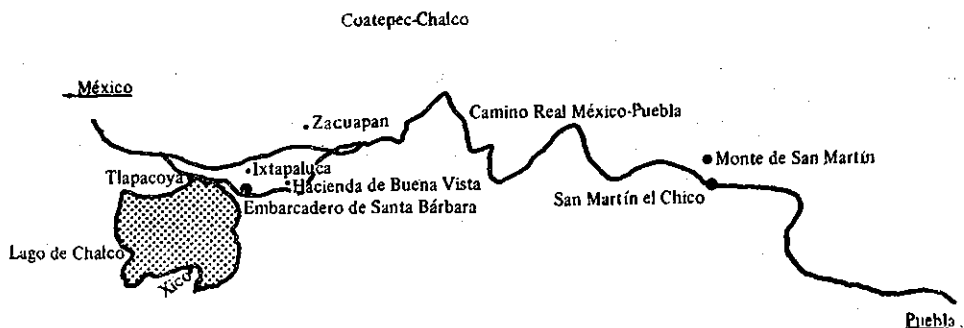 Coatepec-Chalco
México
Zacuapan
Camino Real México-Puebla
Ixtapaluca
Monte de San Martín
Tlapacoya
Hacienda de Buena Vista
San Martín el Chico
Embarcadero de Santa Bárbara
Lago de Chalco
Xico
Puebla